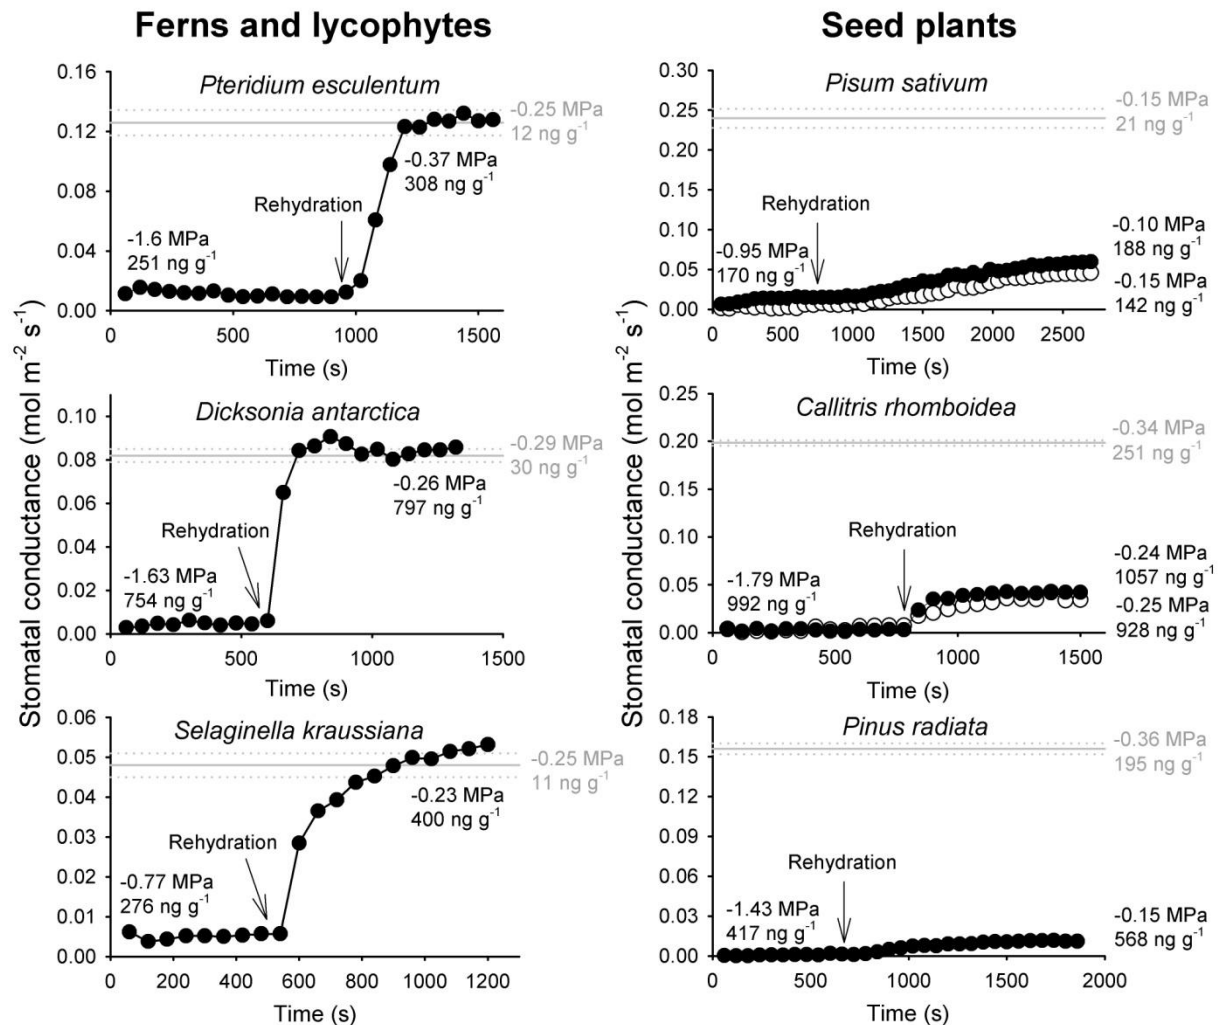 Ferns and lycophytes
Seed plants
Stomatal conductance (mol m⁻² s⁻¹)
Pteridium esculentum
0.16
0.12
0.08
0.04
0.00
-0.25 MPa
12 ng g⁻¹
-0.37 MPa
308 ng g⁻¹
Rehydration
-1.6 MPa
251 ng g⁻¹
0 500 1000 1500
Time (s)
Dicksonia antarctica
0.10
0.08
0.06
0.04
0.02
0.00
-0.29 MPa
30 ng g⁻¹
-0.26 MPa
797 ng g⁻¹
Rehydration
-1.63 MPa
754 ng g⁻¹
0 500 1000 1500
Time (s)
Selaginella kraussiana
0.06
0.05
0.04
0.03
0.02
0.01
0.00
-0.25 MPa
11 ng g⁻¹
-0.23 MPa
400 ng g⁻¹
Rehydration
-0.77 MPa
276 ng g⁻¹
0 200 400 600 800 1000 1200
Time (s)
Stomatal conductance (mol m⁻² s⁻¹)
Pisum sativum
0.30
0.25
0.20
0.15
0.10
0.05
0.00
-0.15 MPa
21 ng g⁻¹
Rehydration
-0.95 MPa
170 ng g⁻¹
-0.10 MPa
188 ng g⁻¹
-0.15 MPa
142 ng g⁻¹
0 500 1000 1500 2000 2500
Time (s)
Callitris rhomboidea
0.25
0.20
0.15
0.10
0.05
0.00
-0.34 MPa
251 ng g⁻¹
Rehydration
-1.79 MPa
992 ng g⁻¹
-0.24 MPa
1057 ng g⁻¹
-0.25 MPa
928 ng g⁻¹
0 500 1000 1500
Time (s)
Pinus radiata
0.18
0.15
0.12
0.09
0.06
0.03
0.00
-0.36 MPa
195 ng g⁻¹
Rehydration
-1.43 MPa
417 ng g⁻¹
-0.15 MPa
568 ng g⁻¹
0 500 1000 1500 2000
Time (s)